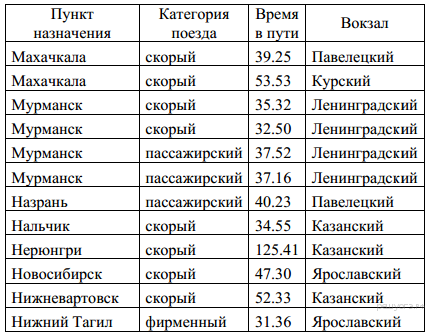 Пункт назначения Категория поезда Время в пути Вокзал
Махачкала скорый 39.25 Павелецкий
Махачкала скорый 53.53 Курский
Мурманск скорый 35.32 Ленинградский
Мурманск скорый 32.50 Ленинградский
Мурманск пассажирский 37.52 Ленинградский
Мурманск пассажирский 37.16 Ленинградский
Назрань пассажирский 40.23 Павелецкий
Нальчик скорый 34.55 Казанский
Нерюнгри скорый 125.41 Казанский
Новосибирск скорый 47.30 Ярославский
Нижневартовск скорый 52.33 Казанский
Нижний Тагил фирменный 31.36 Ярославский